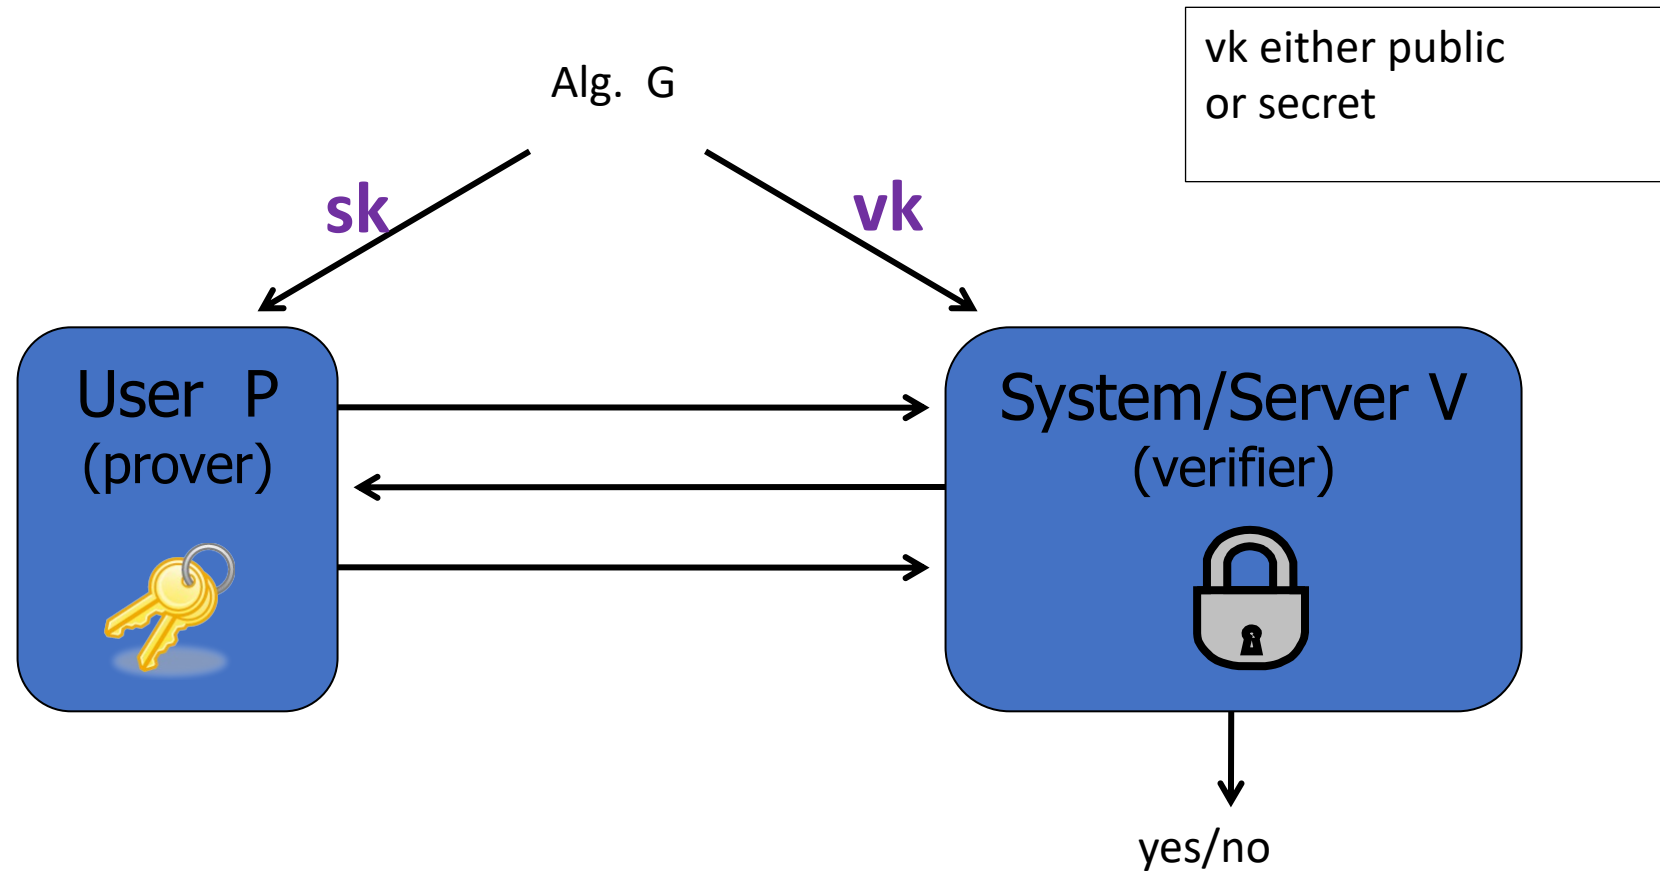 vk either public
or secret
Alg. G
sk
vk
User P
(prover)
System/Server V
(verifier)
yes/no